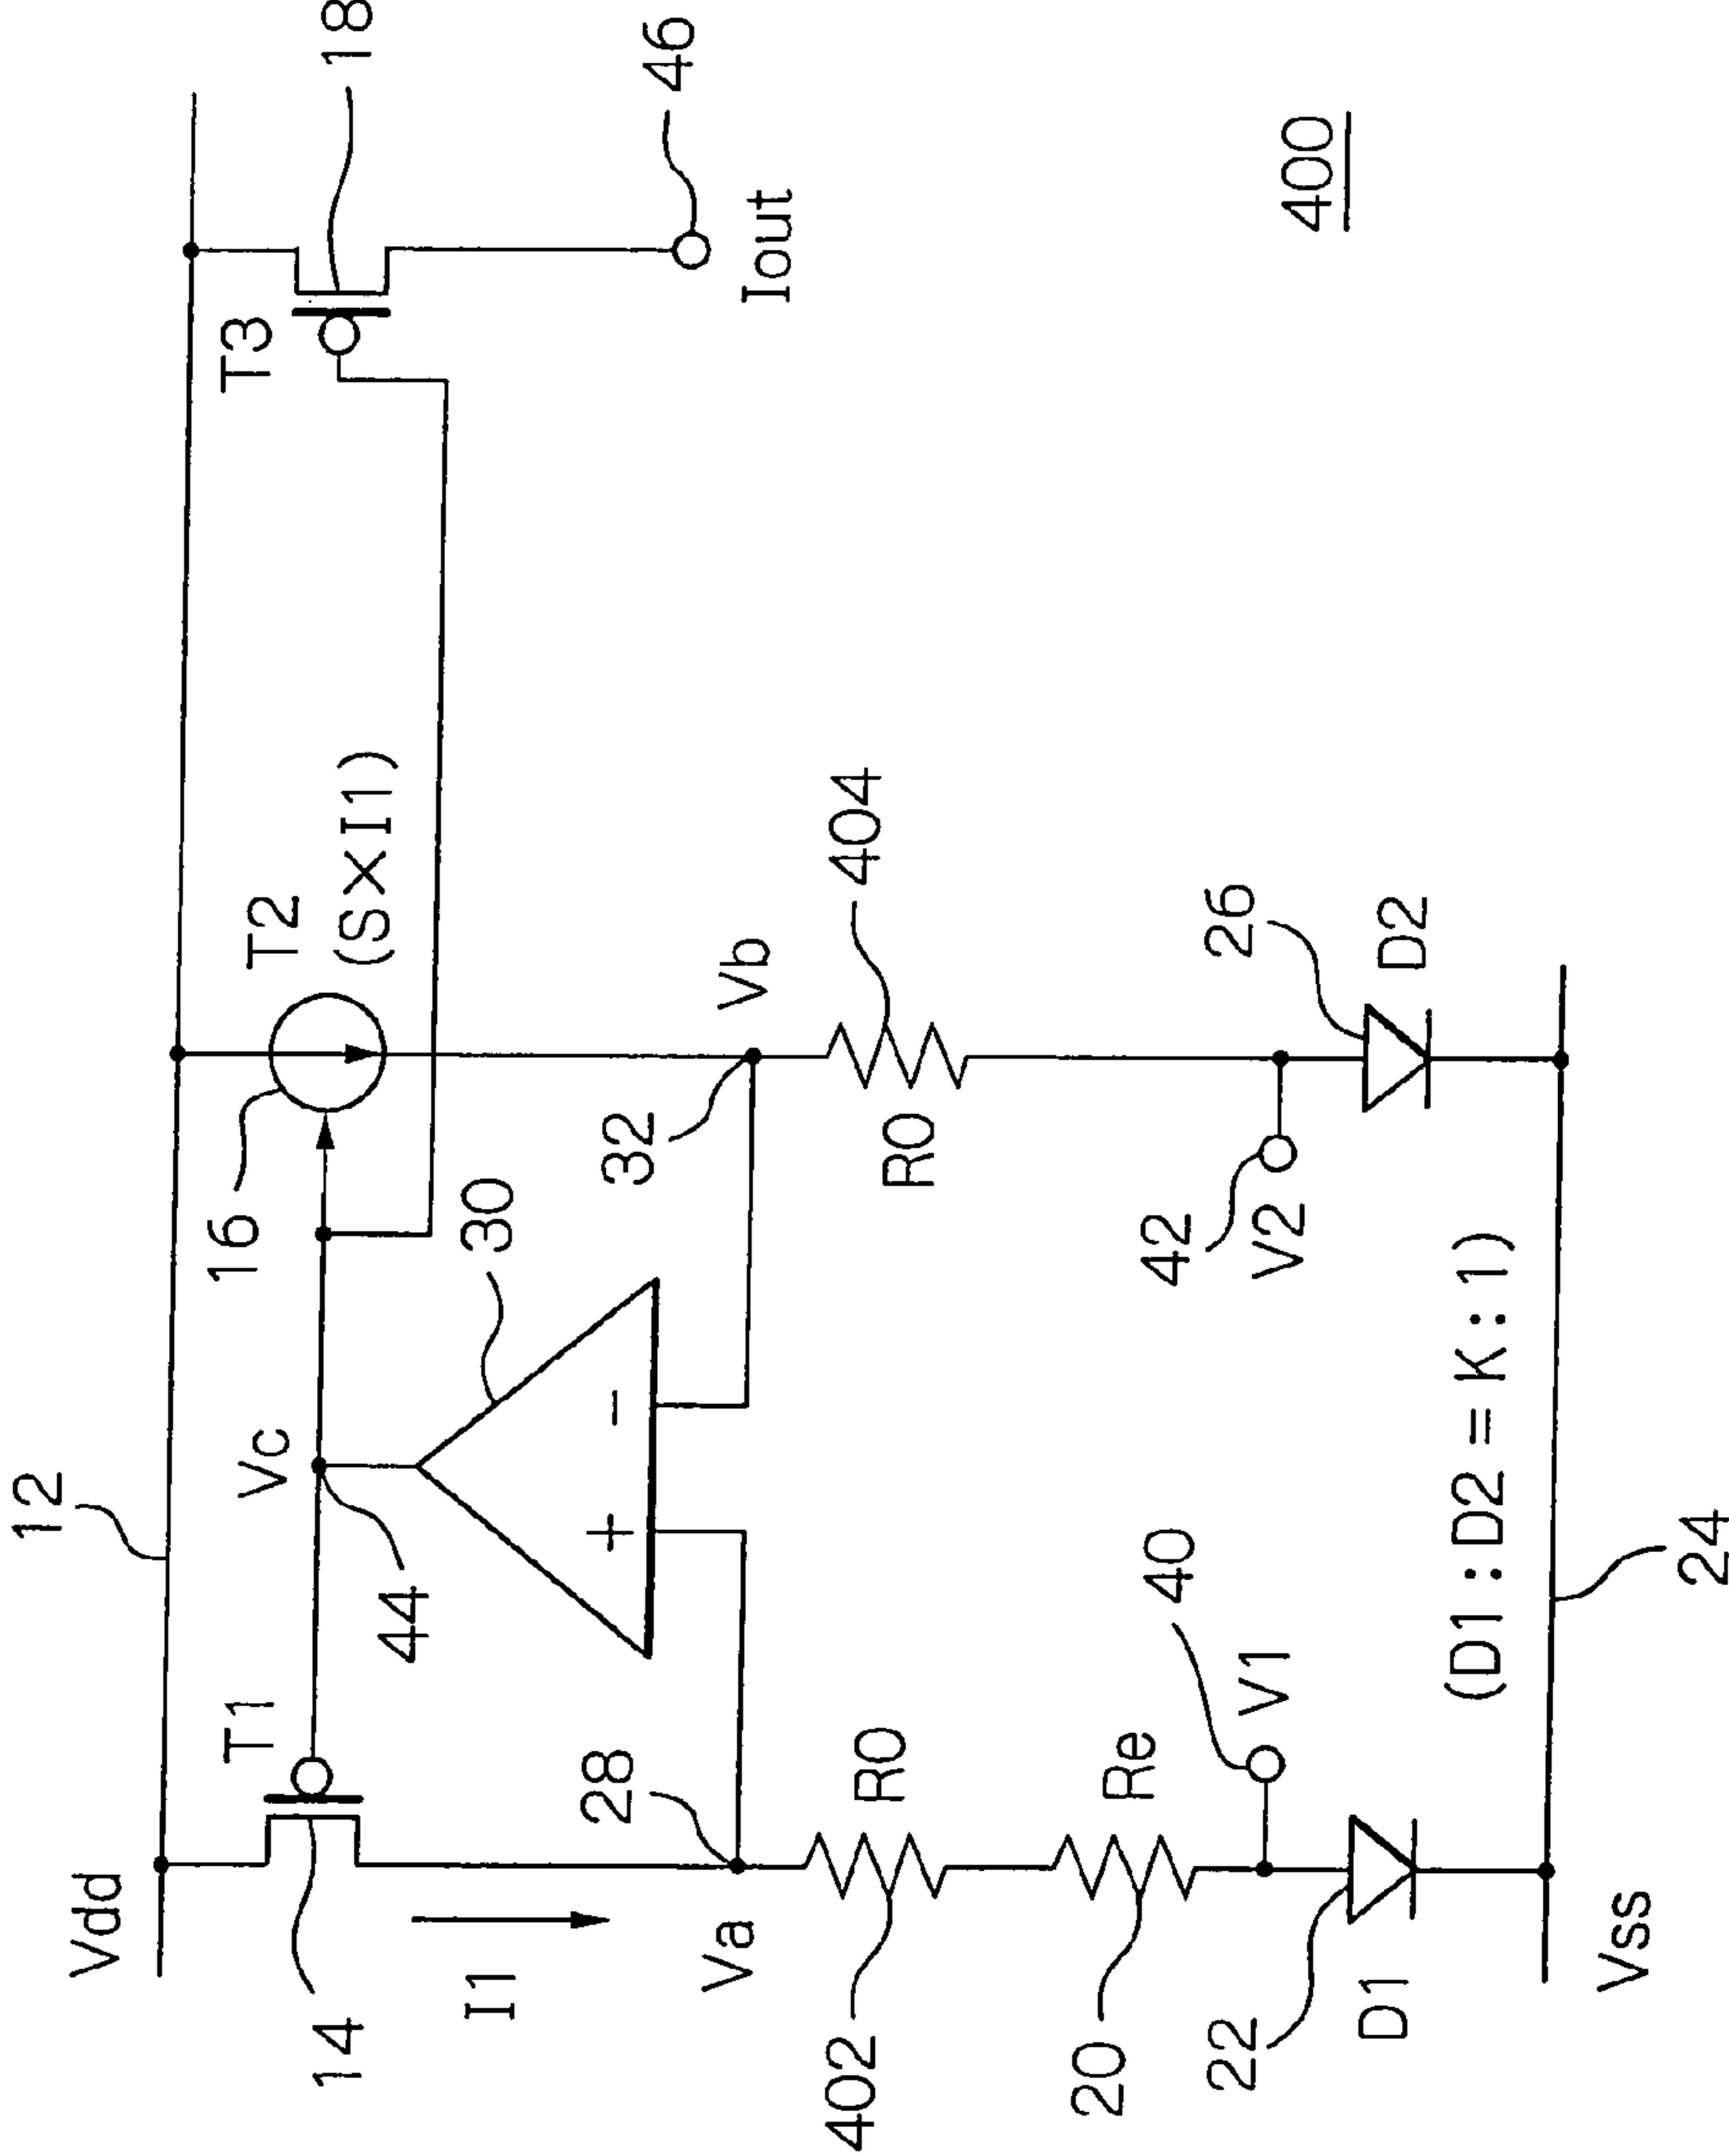 12
Vdd
T1
Vc
16
T2
(S×I1)
T3
18
14
44
30
I1
28
32
Vb
Iout
46
Va
402
R0
R0
404
20
Re
40
V1
42
V2
26
D2
22
D1
(D1:D2=K:1)
Vss
24
400
+
-